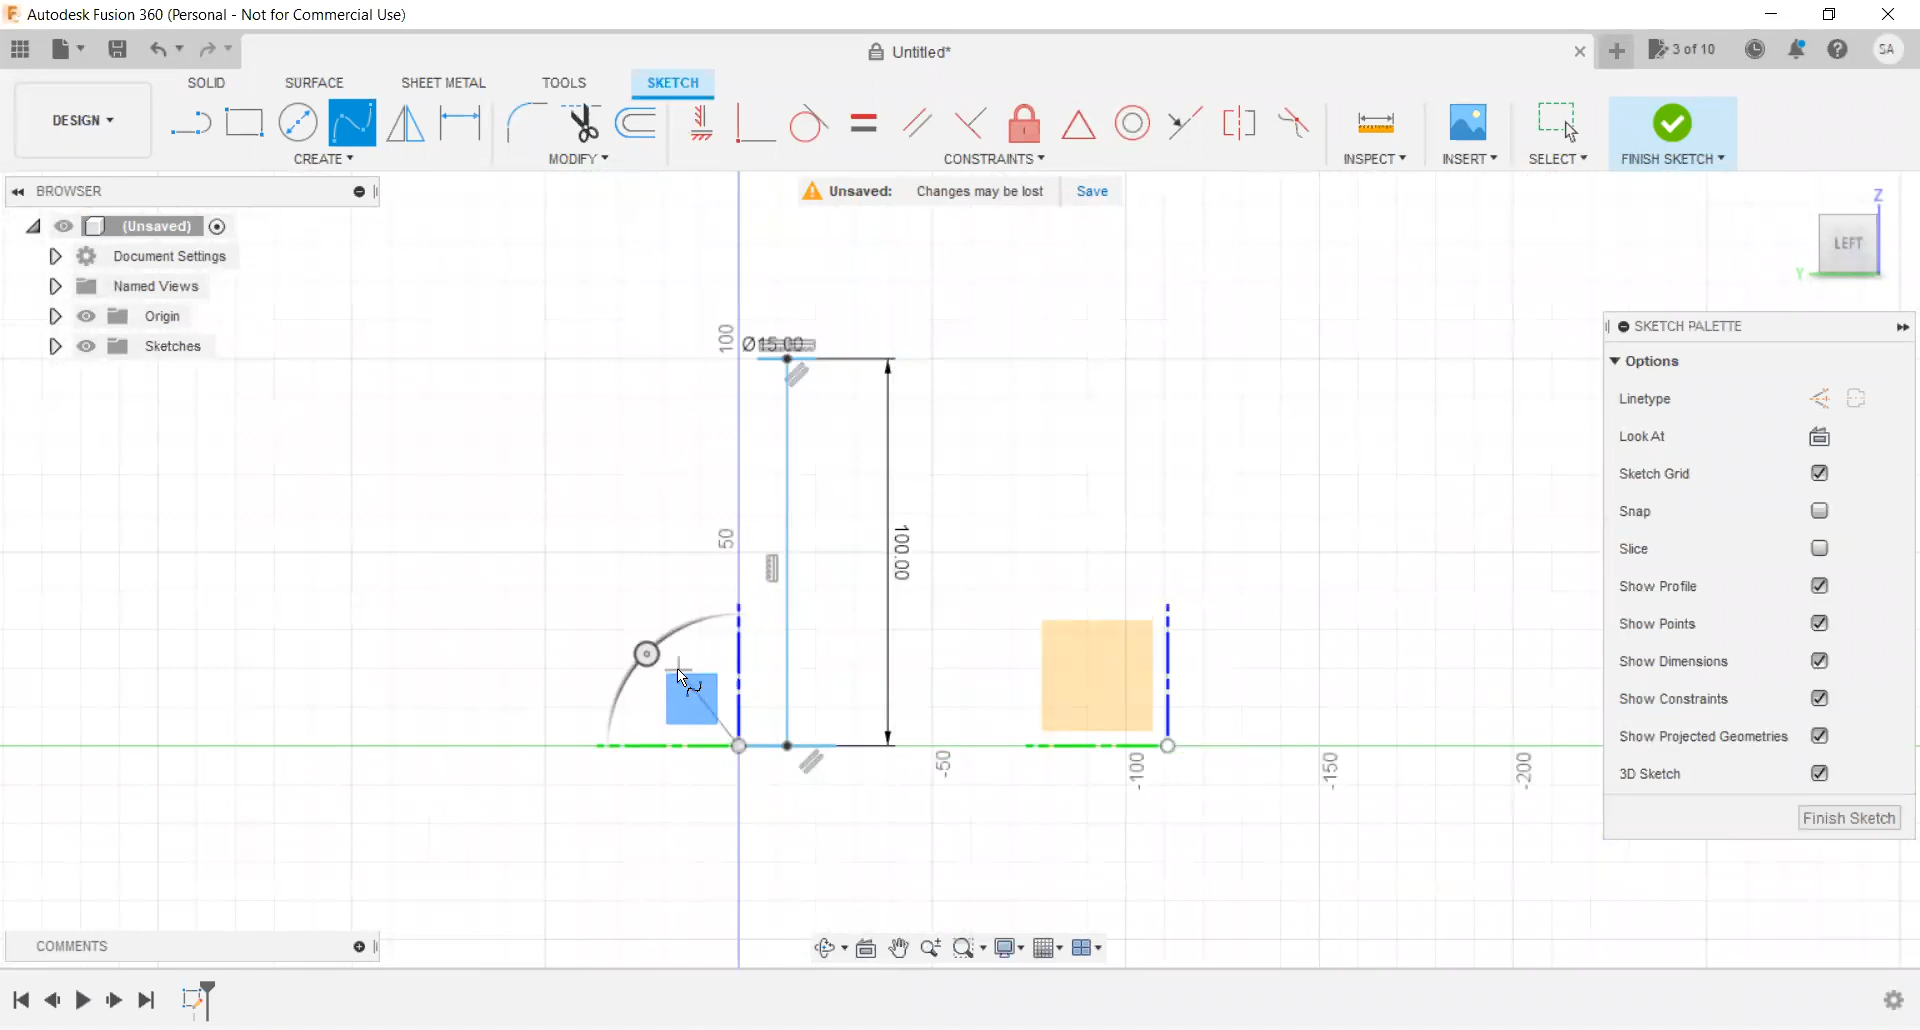 Autodesk Fusion 360 (Personal - Not for Commercial Use)
Untitled*
3 of 10
SA
SOLID SURFACE SHEET METAL TOOLS SKETCH
DESIGN
CREATE MODIFY CONSTRAINTS INSPECT INSERT SELECT FINISH SKETCH
BROWSER
Unsaved: Changes may be lost Save
(Unsaved)
Document Settings
Named Views
Origin
Sketches
Z
LEFT
Y
100
Ø15.00
50
100.00
-50
-100
-150
-200
SKETCH PALETTE
Options
Linetype
Look At
Sketch Grid
Snap
Slice
Show Profile
Show Points
Show Dimensions
Show Constraints
Show Projected Geometries
3D Sketch
Finish Sketch
COMMENTS